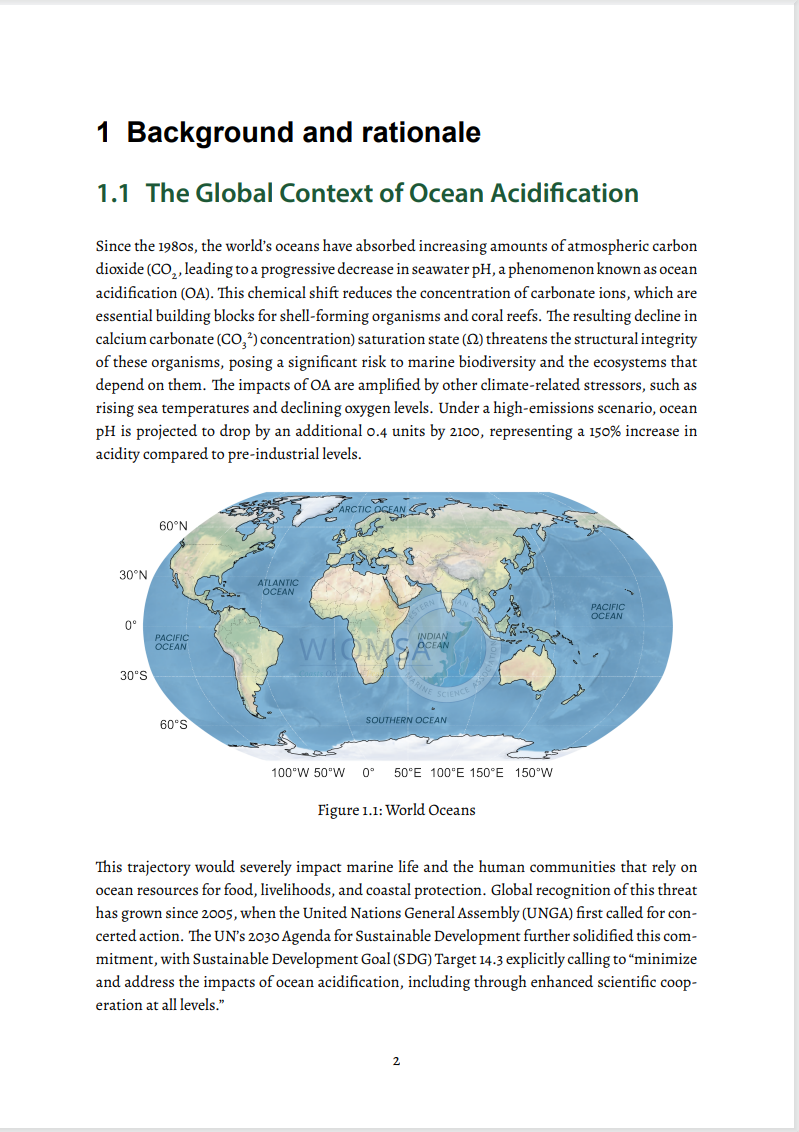 1 Background and rationale
1.1 The Global Context of Ocean Acidification
Since the 1980s, the world’s oceans have absorbed increasing amounts of atmospheric carbon
dioxide (CO₂, leading to a progressive decrease in seawater pH, a phenomenon known as ocean
acidification (OA). This chemical shift reduces the concentration of carbonate ions, which are
essential building blocks for shell-forming organisms and coral reefs. The resulting decline in
calcium carbonate (CO₃²) concentration) saturation state (Ω) threatens the structural integrity
of these organisms, posing a significant risk to marine biodiversity and the ecosystems that
depend on them. The impacts of OA are amplified by other climate-related stressors, such as
rising sea temperatures and declining oxygen levels. Under a high-emissions scenario, ocean
pH is projected to drop by an additional 0.4 units by 2100, representing a 150% increase in
acidity compared to pre-industrial levels.
ARCTIC OCEAN
60°N
30°N
ATLANTIC
OCEAN
PACIFIC
OCEAN
0°
PACIFIC
OCEAN
INDIAN
OCEAN
WIOMSA
MARINE SCIENCE ASSOCIATION
30°S
60°S
SOUTHERN OCEAN
100°W 50°W 0° 50°E 100°E 150°E 150°W
Figure 1.1: World Oceans
This trajectory would severely impact marine life and the human communities that rely on
ocean resources for food, livelihoods, and coastal protection. Global recognition of this threat
has grown since 2005, when the United Nations General Assembly (UNGA) first called for con-
certed action. The UN’s 2030 Agenda for Sustainable Development further solidified this com-
mitment, with Sustainable Development Goal (SDG) Target 14.3 explicitly calling to “minimize
and address the impacts of ocean acidification, including through enhanced scientific coop-
eration at all levels.”
2